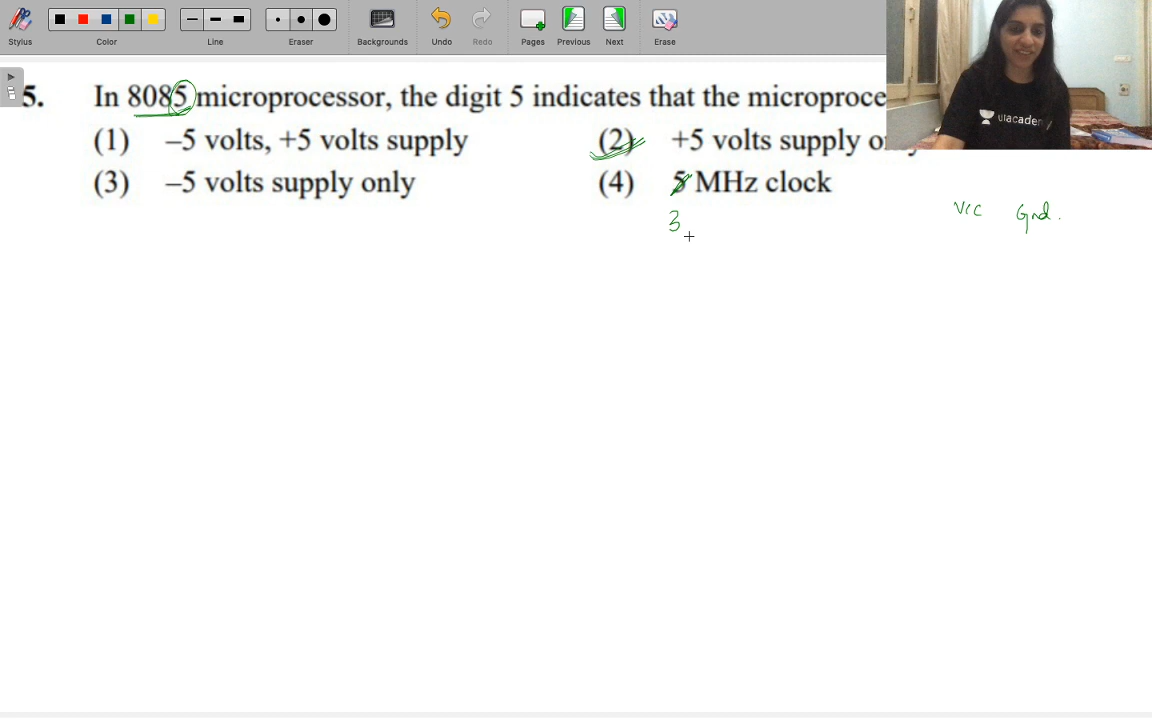 Stylus Color Line Eraser Backgrounds Undo Redo Pages Previous Next Erase
5. In 8085 microprocessor, the digit 5 indicates that the microproce
(1) –5 volts, +5 volts supply (2) +5 volts supply only
(3) –5 volts supply only (4) 5 MHz clock
3
Vcc Gnd.
unacademy